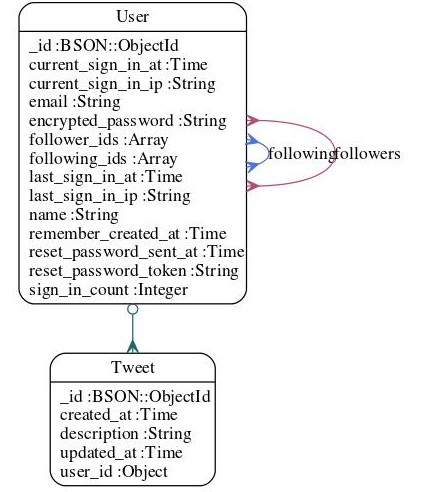 User
_id :BSON::ObjectId
current_sign_in_at :Time
current_sign_in_ip :String
email :String
encrypted_password :String
follower_ids :Array
following_ids :Array
last_sign_in_at :Time
last_sign_in_ip :String
name :String
remember_created_at :Time
reset_password_sent_at :Time
reset_password_token :String
sign_in_count :Integer
following
followers
Tweet
_id :BSON::ObjectId
created_at :Time
description :String
updated_at :Time
user_id :Object